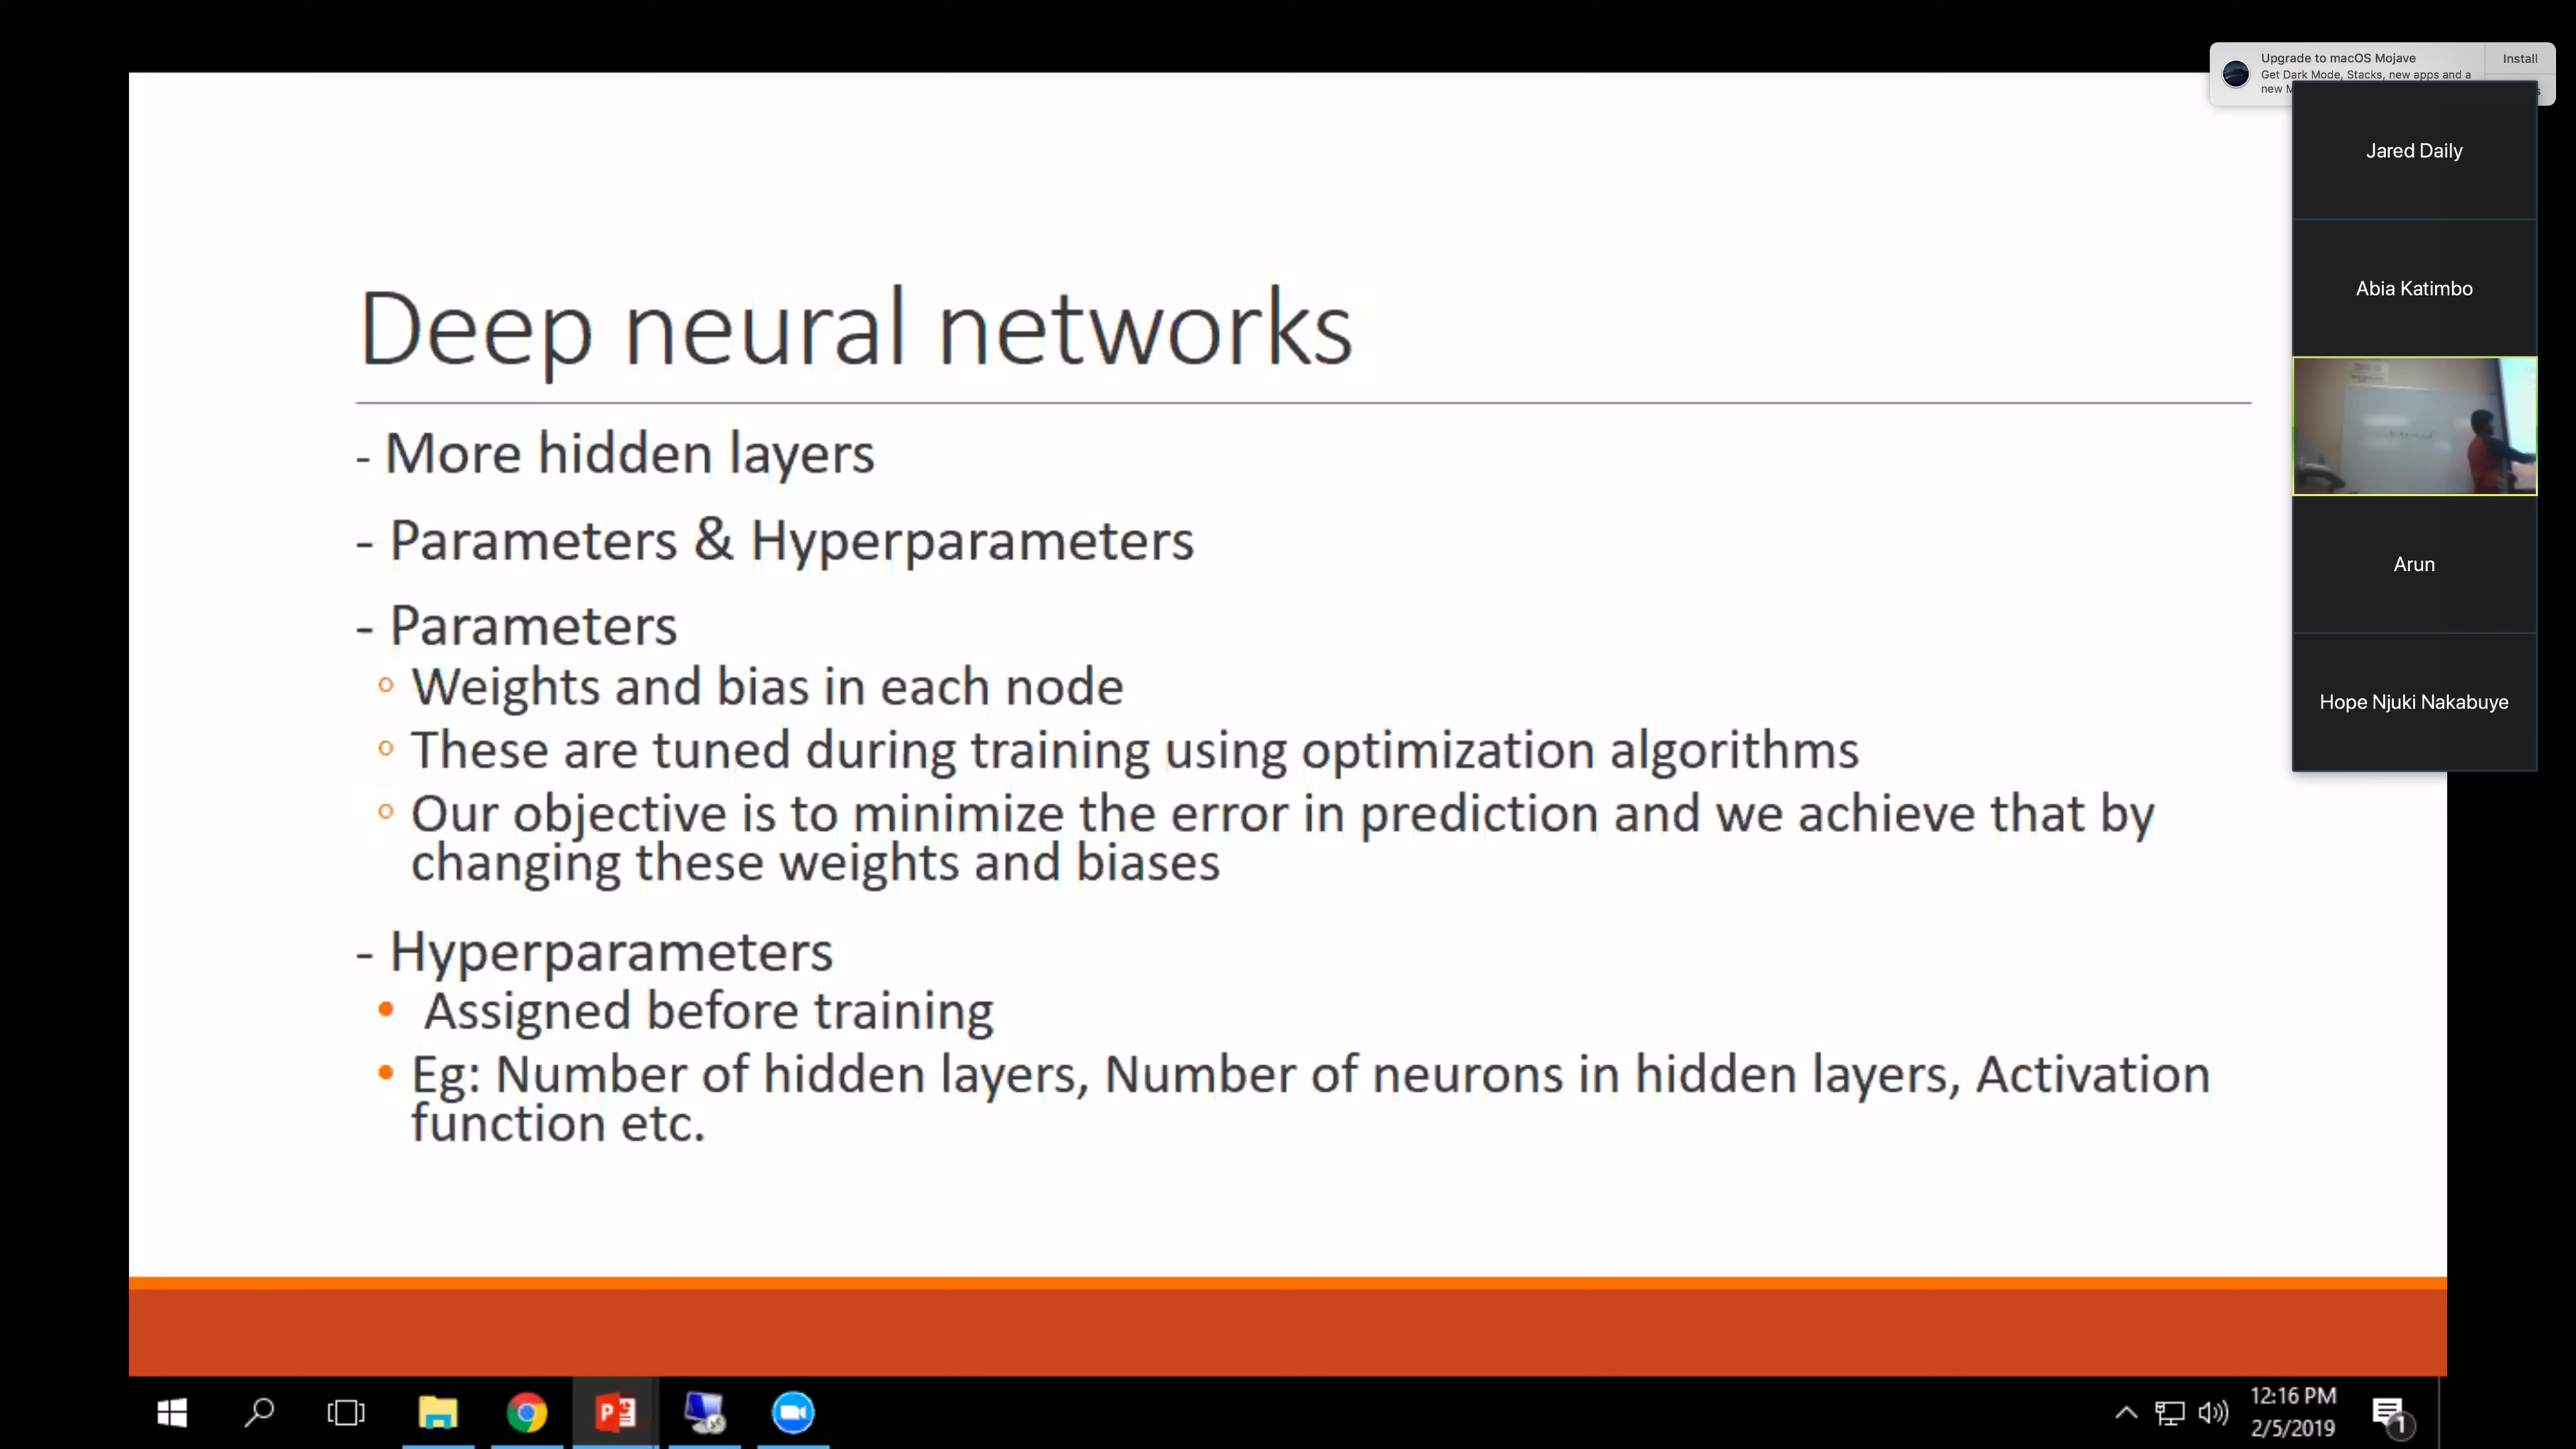 Upgrade to macOS Mojave
Install
Get Dark Mode, Stacks, new apps and a
new
Jared Daily
Abia Katimbo
Arun
Hope Njuki Nakabuye
Deep neural networks
- More hidden layers
- Parameters & Hyperparameters
- Parameters
Weights and bias in each node
These are tuned during training using optimization algorithms
Our objective is to minimize the error in prediction and we achieve that by
changing these weights and biases
- Hyperparameters
• Assigned before training
• Eg: Number of hidden layers, Number of neurons in hidden layers, Activation
function etc.
12:16 PM
2/5/2019
1